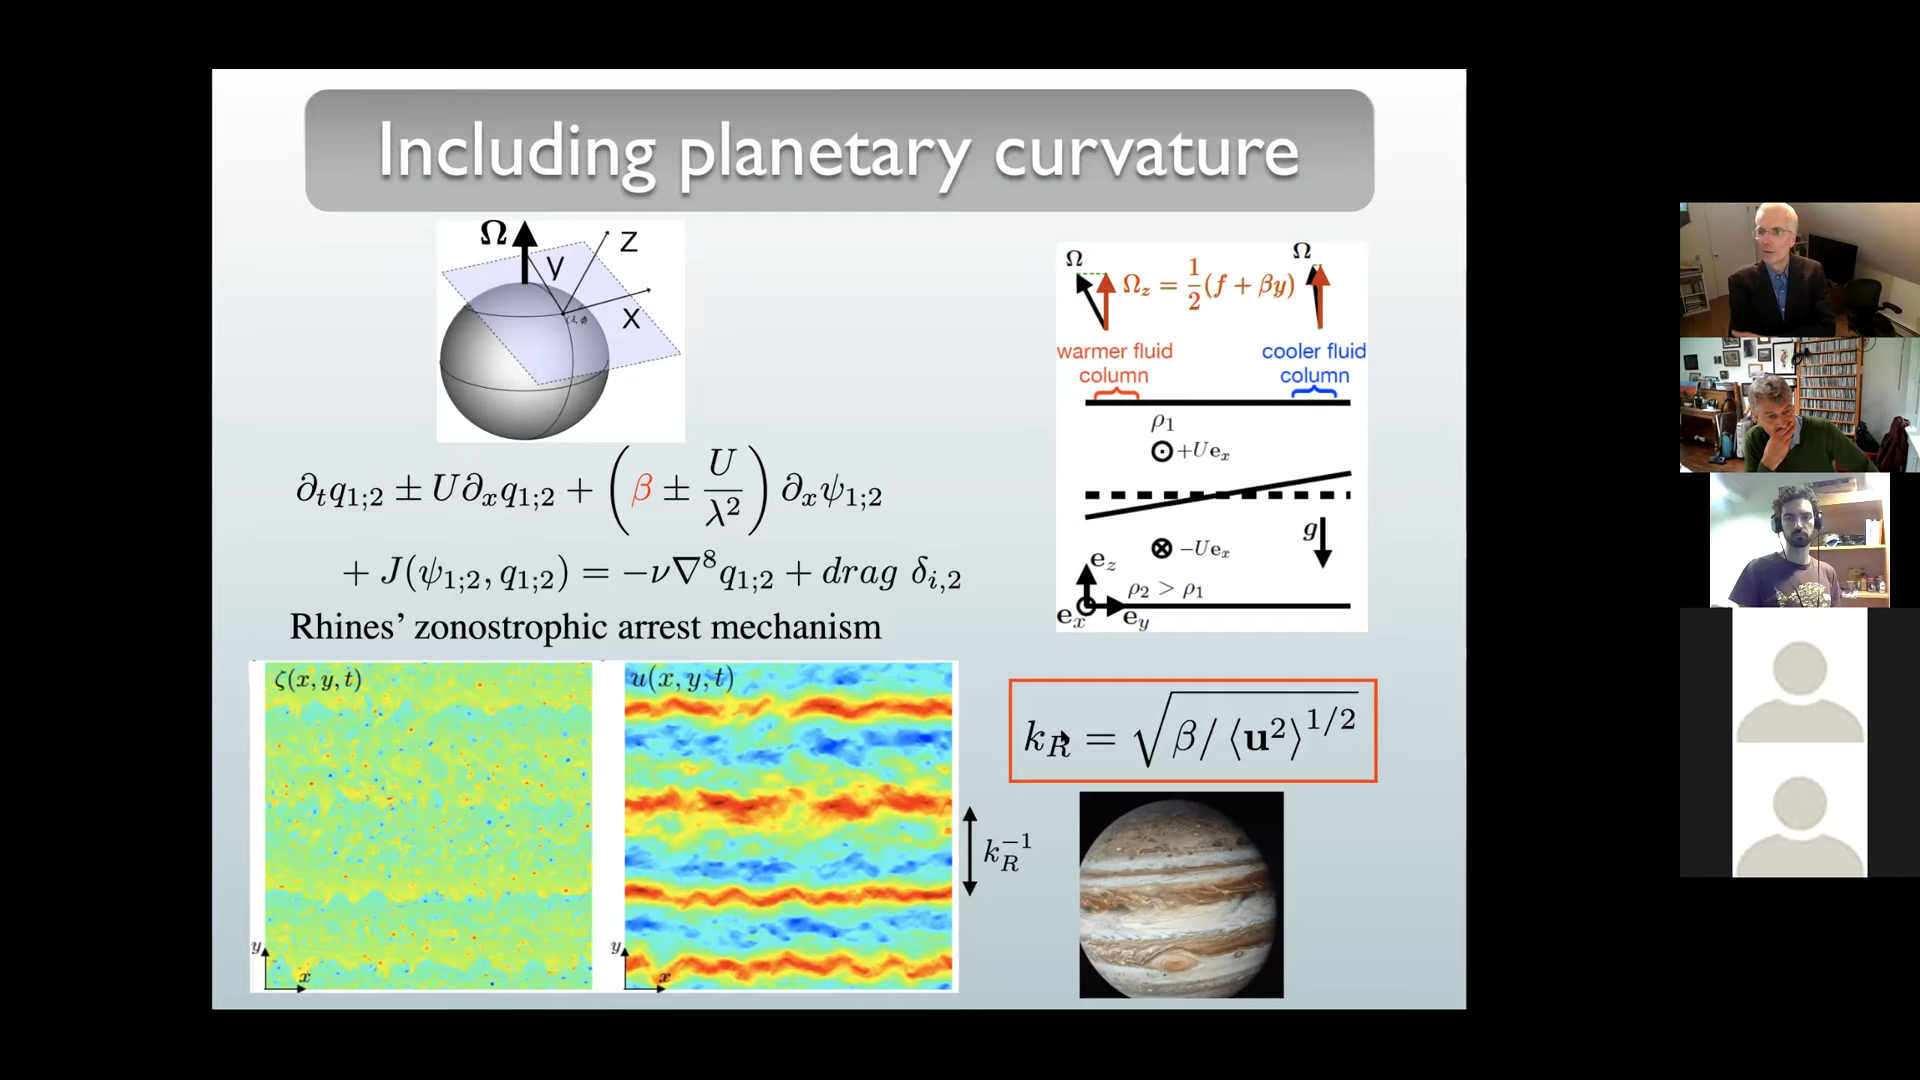 Including planetary curvature
Ω
z
y
x
Ω
Ω
Ω_z = 1/2 (f + βy)
warmer fluid
column
cooler fluid
column
ρ₁
⊙ +Ue_x
g
⊗ −Ue_x
e_z
ρ₂ > ρ₁
e_x
e_y
∂_t q_{1;2} ± U∂_x q_{1;2} + (β ± U/λ²) ∂_x ψ_{1;2}
+ J(ψ_{1;2}, q_{1;2}) = −ν∇⁸q_{1;2} + drag δ_{i,2}
Rhines’ zonostrophic arrest mechanism
ζ(x, y, t)
y
x
u(x, y, t)
y
x
k_R^{−1}
k_R = √(β/ ⟨u²⟩^{1/2})